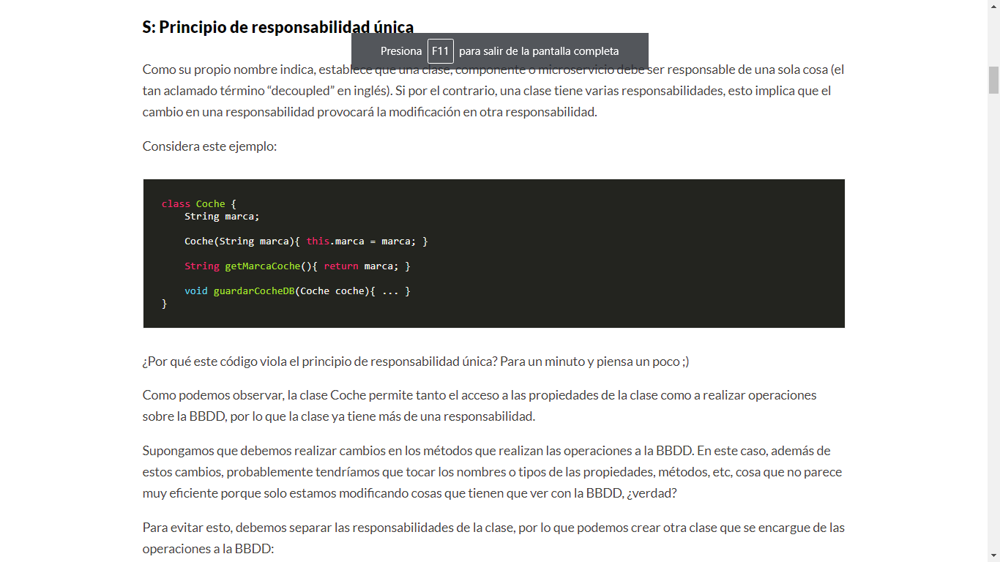 S: Principio de responsabilidad única
Presiona F11 para salir de la pantalla completa
Como su propio nombre indica, establece que una clase, componente o microservicio debe ser responsable de una sola cosa (el
tan aclamado término “decoupled” en inglés). Si por el contrario, una clase tiene varias responsabilidades, esto implica que el
cambio en una responsabilidad provocará la modificación en otra responsabilidad.
Considera este ejemplo:
class Coche {
    String marca;
    Coche(String marca){ this.marca = marca; }
    String getMarcaCoche(){ return marca; }
    void guardarCocheDB(Coche coche){ ... }
}
¿Por qué este código viola el principio de responsabilidad única? Para un minuto y piensa un poco ;)
Como podemos observar, la clase Coche permite tanto el acceso a las propiedades de la clase como a realizar operaciones
sobre la BBDD, por lo que la clase ya tiene más de una responsabilidad.
Supongamos que debemos realizar cambios en los métodos que realizan las operaciones a la BBDD. En este caso, además de
estos cambios, probablemente tendríamos que tocar los nombres o tipos de las propiedades, métodos, etc, cosa que no parece
muy eficiente porque solo estamos modificando cosas que tienen que ver con la BBDD, ¿verdad?
Para evitar esto, debemos separar las responsabilidades de la clase, por lo que podemos crear otra clase que se encargue de las
operaciones a la BBDD: